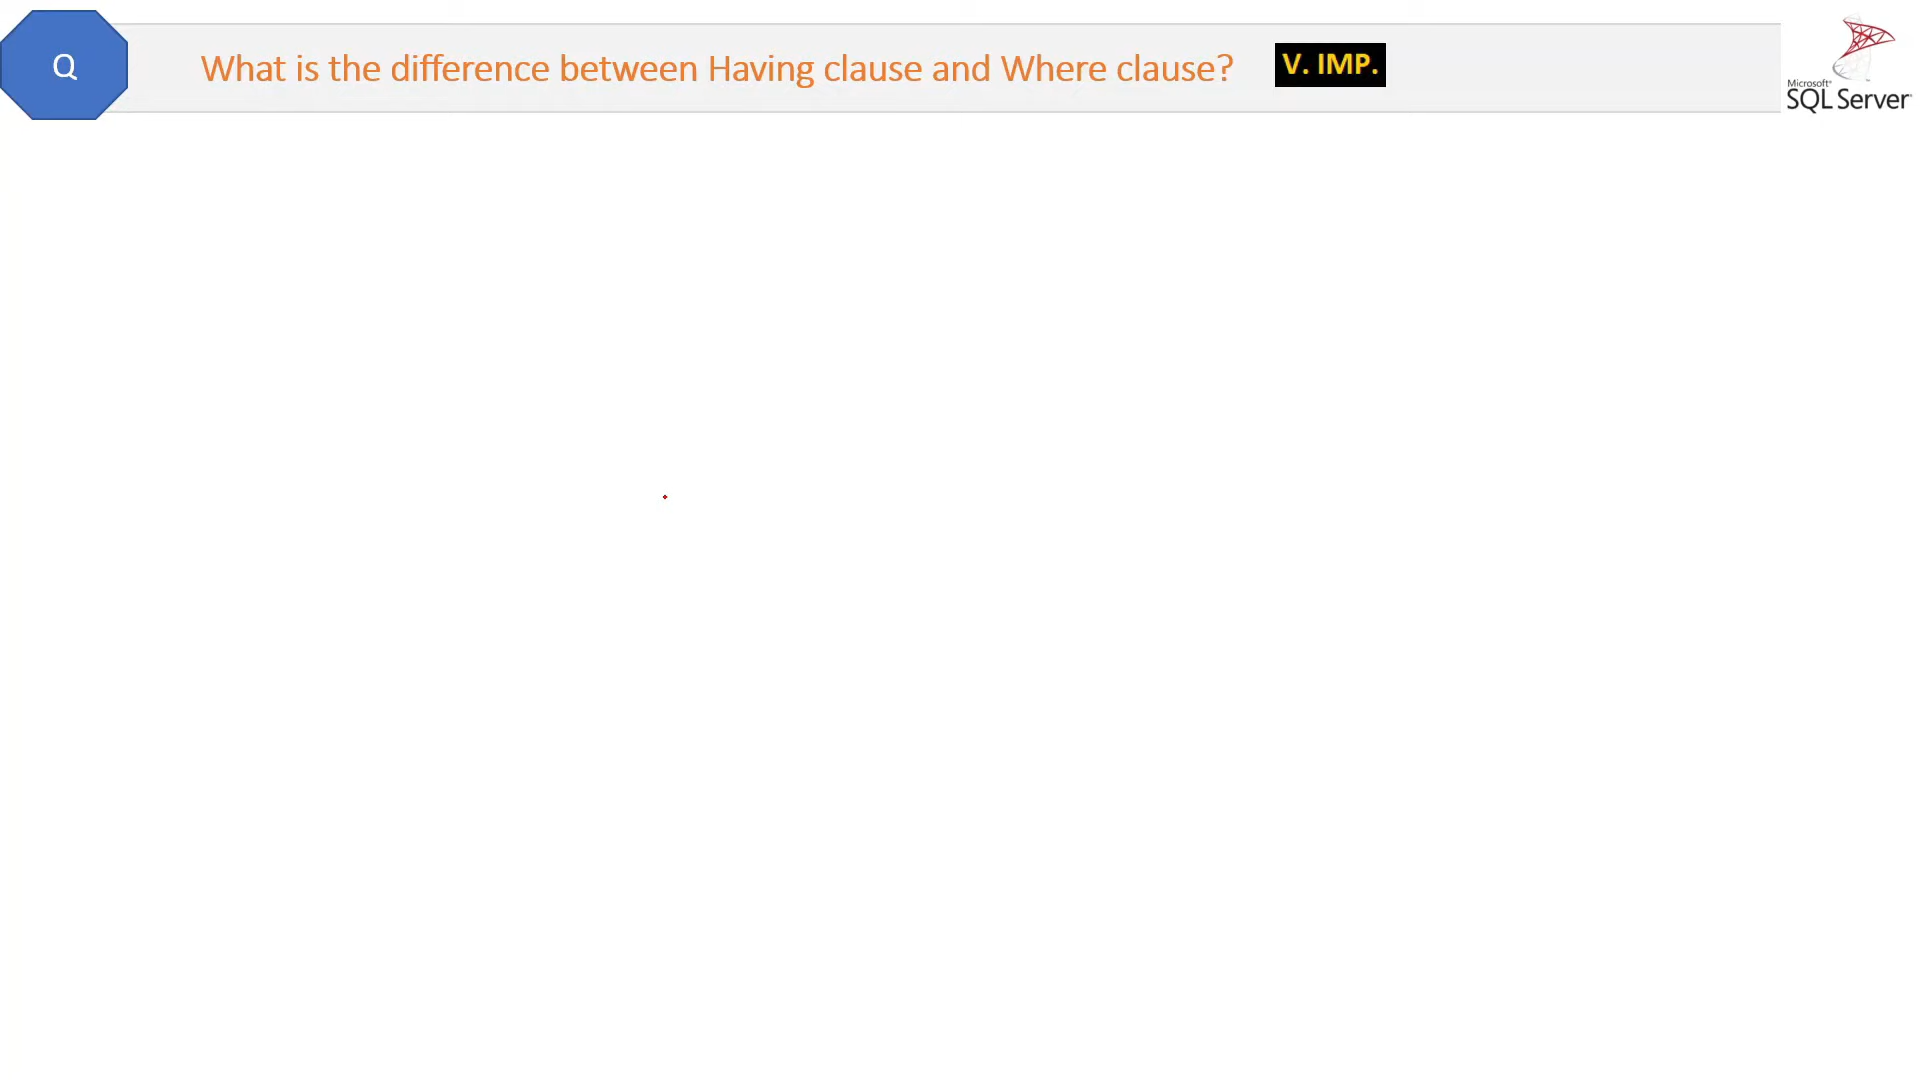 Q
What is the difference between Having clause and Where clause?
V. IMP.
Microsoft®
SQL Server®